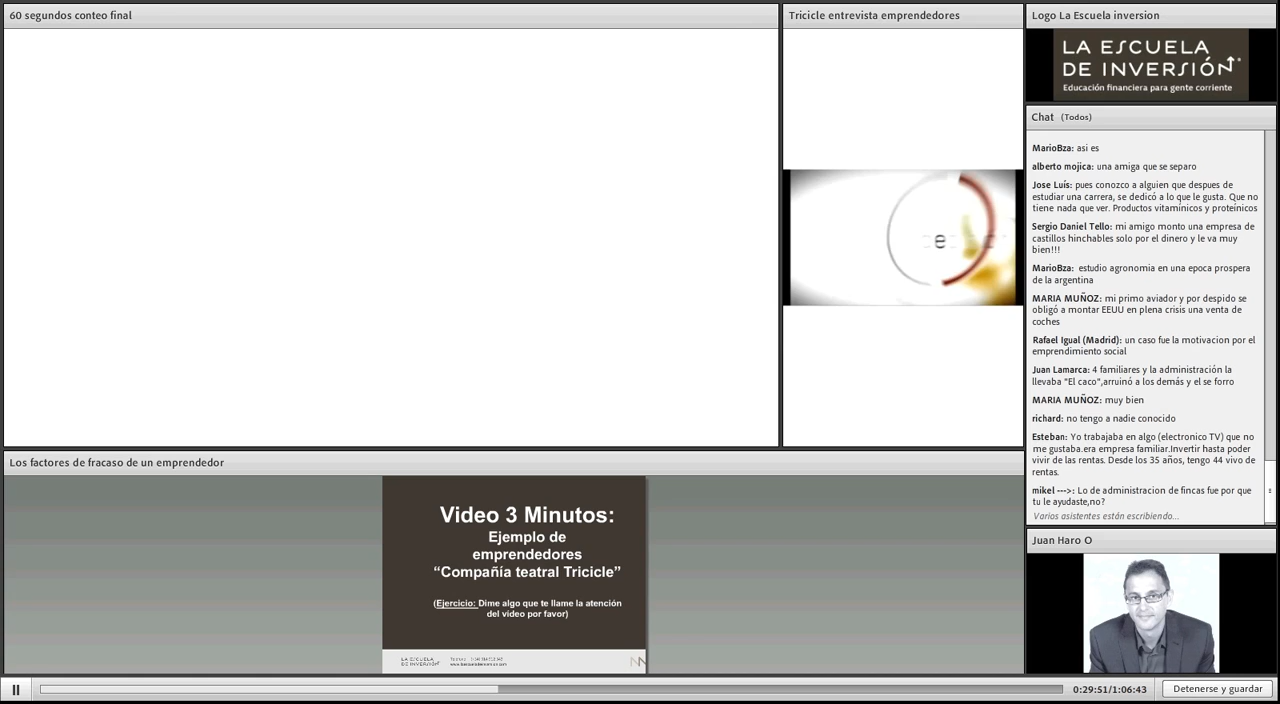 60 segundos conteo final
Tricicle entrevista emprendedores
Logo La Escuela inversion
LA ESCUELA
DE INVERSIÓN
Educación financiera para gente corriente
Chat (Todos)
MarioBza: asi es
alberto mojica: una amiga que se separo
Jose Luís: pues conozco a alguien que despues de
estudiar una carrera, se dedicó a lo que le gusta. Que no
tiene nada que ver. Productos vitamínicos y proteínicos
Sergio Daniel Tello: mi amigo monto una empresa de
castillos hinchables solo por el dinero y le va muy
bien!!!
MarioBza: estudio agronomia en una epoca prospera
de la argentina
MARIA MUÑOZ: mi primo aviador y por despido se
obligó a montar EEUU en plena crisis una venta de
coches
Rafael Igual (Madrid): un caso fue la motivacion por el
emprendimiento social
Juan Lamarca: 4 familiares y la administración la
llevaba "El caco",arruinó a los demás y el se forro
MARIA MUÑOZ: muy bien
richard: no tengo a nadie conocido
Esteban: Yo trabajaba en algo (electronico TV) que no
me gustaba.era empresa familiar.Invertir hasta poder
vivir de las rentas. Desde los 35 años, tengo 44 vivo de
rentas.
mikel --->: Lo de administracion de fincas fue por que
tu le ayudaste,no?
Varios asistentes están escribiendo...
Los factores de fracaso de un emprendedor
Video 3 Minutos:
Ejemplo de
emprendedores
“Compañía teatral Tricicle”
(Ejercicio: Dime algo que te llame la atención
del video por favor)
LA ESCUELA
DE INVERSIÓN
Juan Haro O
0:29:51/1:06:43
Detenerse y guardar